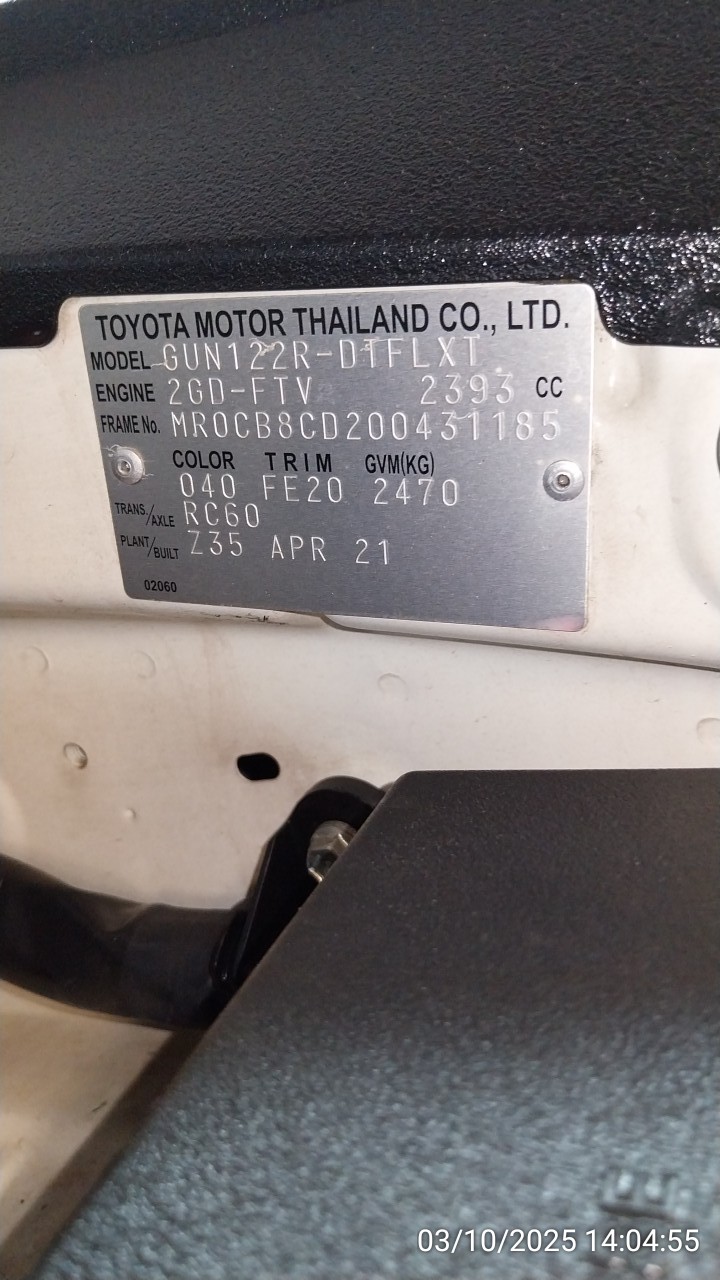 TOYOTA MOTOR THAILAND CO., LTD.
MODEL GUN122R-DTFLXT
ENGINE 2GD-FTV 2393 CC
FRAME No. MR0CB8CD200431185
COLOR TRIM GVM(KG)
040 FE20 2470
TRANS./AXLE RC60
PLANT/BUILT Z35 APR 21
02060
03/10/2025 14:04:55